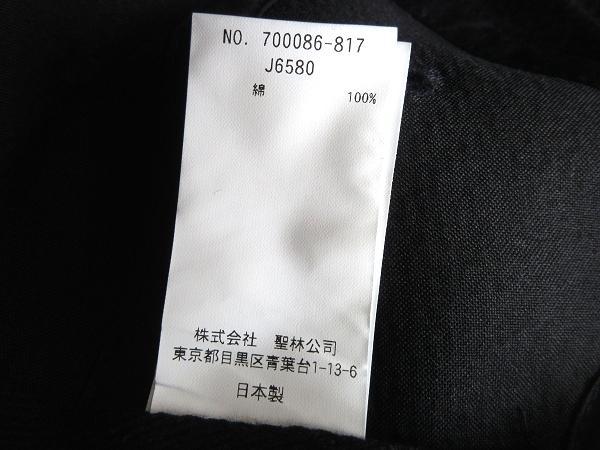 NO. 700086-817
J6580
綿 100%
株式会社 聖林公司
東京都目黒区青葉台1-13-6
日本製